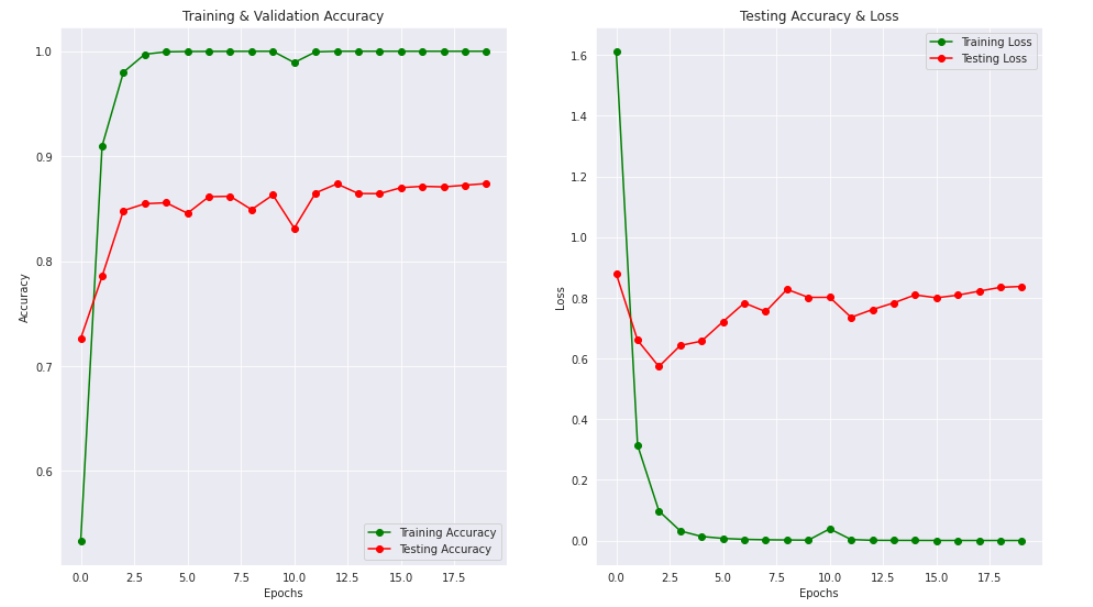 Training & Validation Accuracy
1.0
0.9
0.8
0.7
0.6
Accuracy
0.0 2.5 5.0 7.5 10.0 12.5 15.0 17.5
Epochs
Training Accuracy
Testing Accuracy
Testing Accuracy & Loss
1.6
1.4
1.2
1.0
0.8
0.6
0.4
0.2
0.0
Loss
0.0 2.5 5.0 7.5 10.0 12.5 15.0 17.5
Epochs
Training Loss
Testing Loss